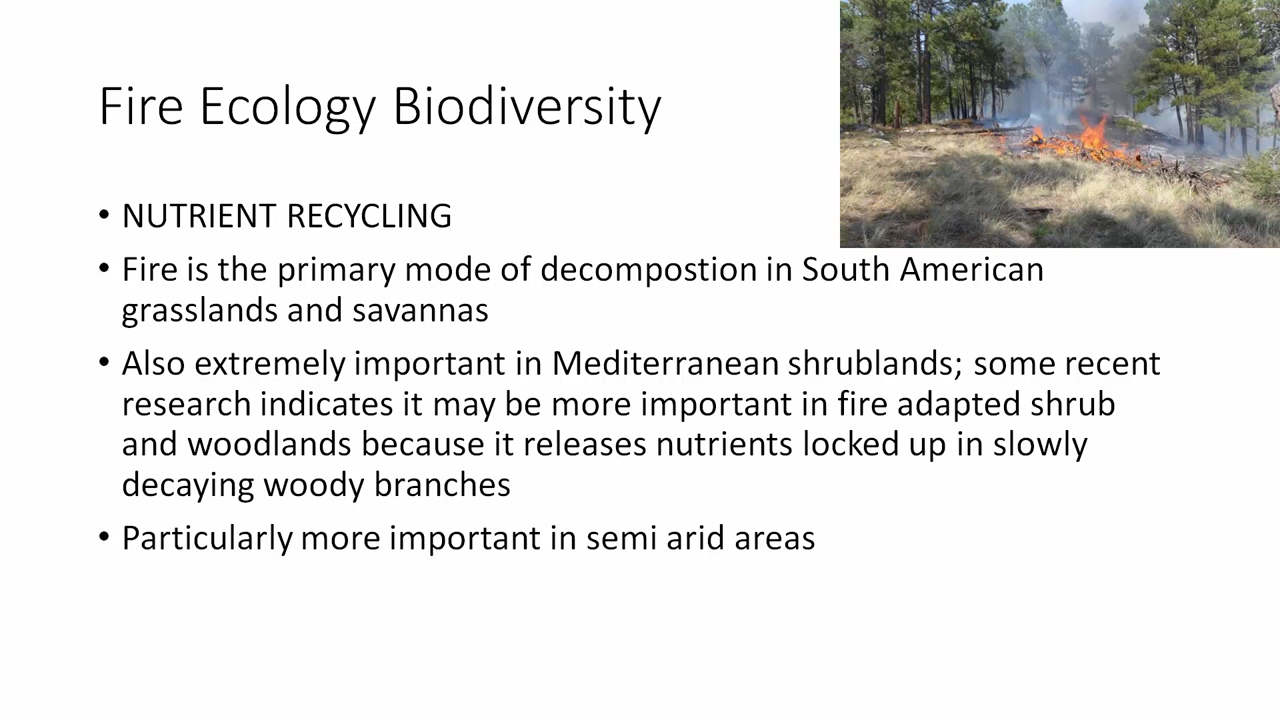 Fire Ecology Biodiversity
• NUTRIENT RECYCLING
• Fire is the primary mode of decompostion in South American
grasslands and savannas
• Also extremely important in Mediterranean shrublands; some recent
research indicates it may be more important in fire adapted shrub
and woodlands because it releases nutrients locked up in slowly
decaying woody branches
• Particularly more important in semi arid areas